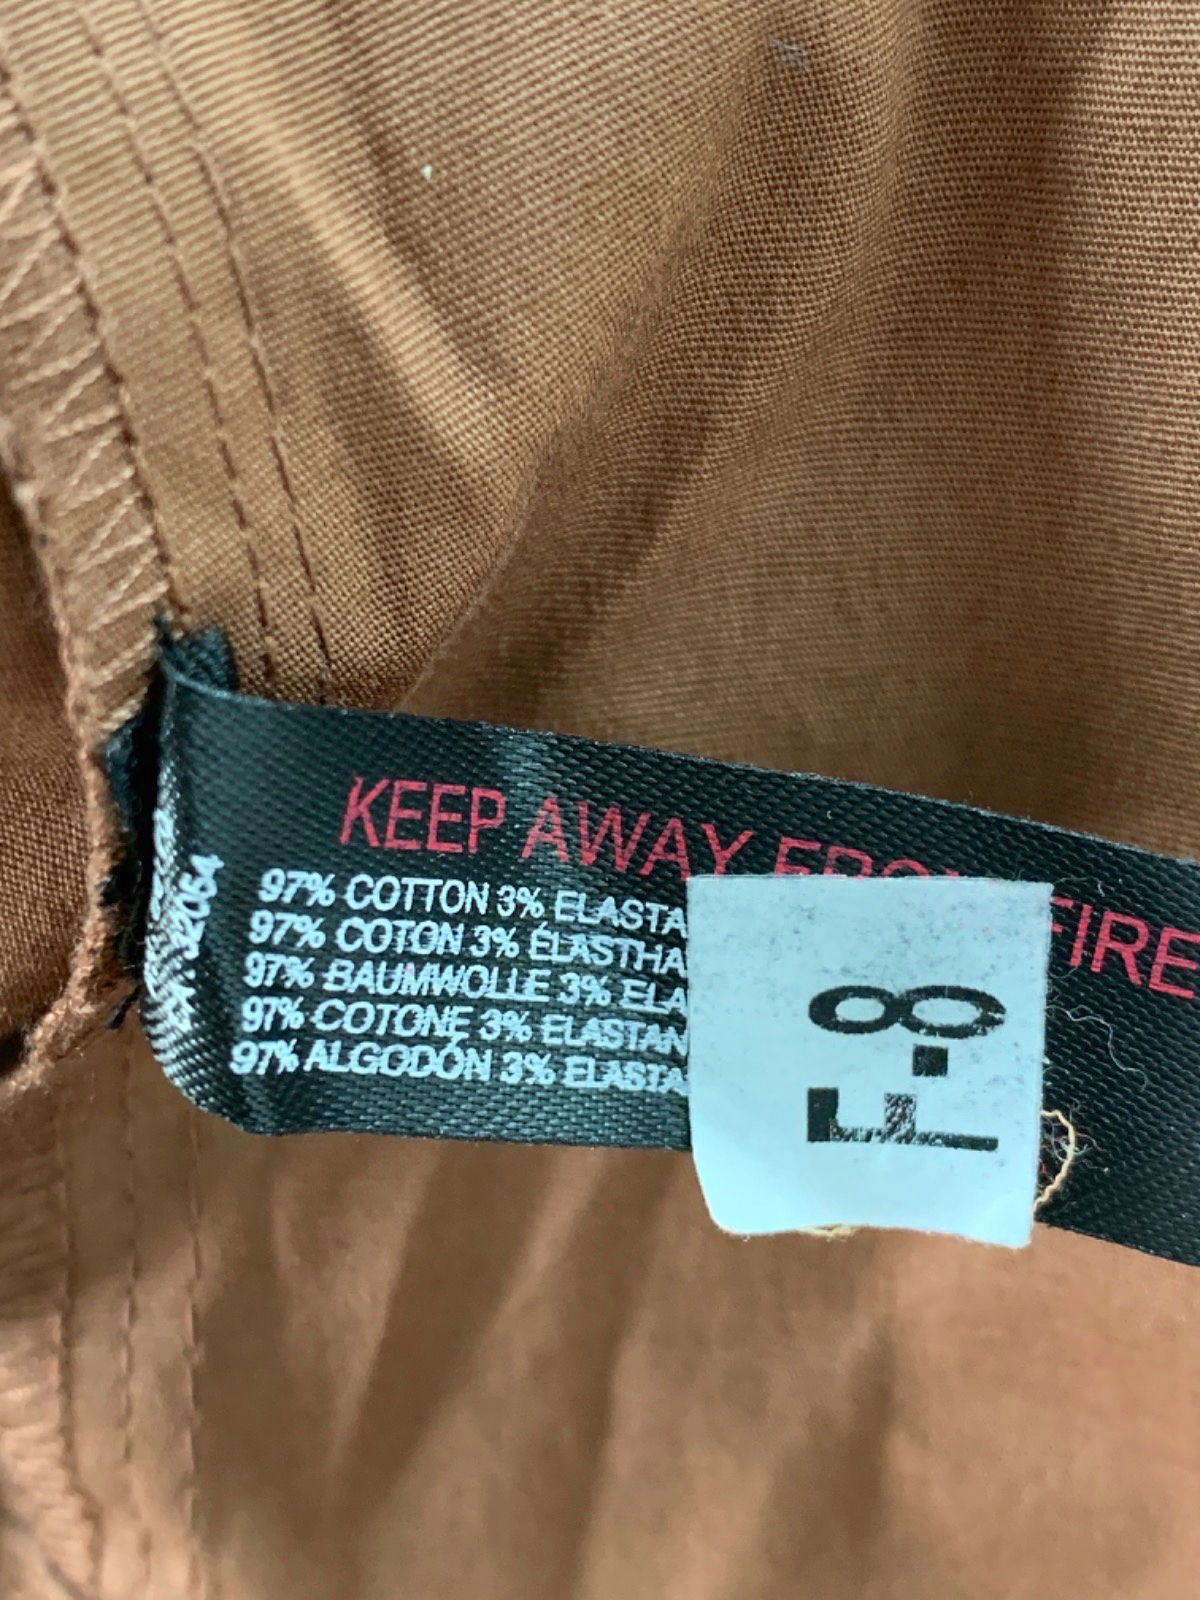 KEEP AWAY FROM FIRE
97% COTTON 3% ELASTA
97% COTON 3% ÉLASTHA
97% BAUMWOLLE 3% ELA
97% COTONE 3% ELASTAN
97% ALGODÓN 3% ELASTA
F-8
32054